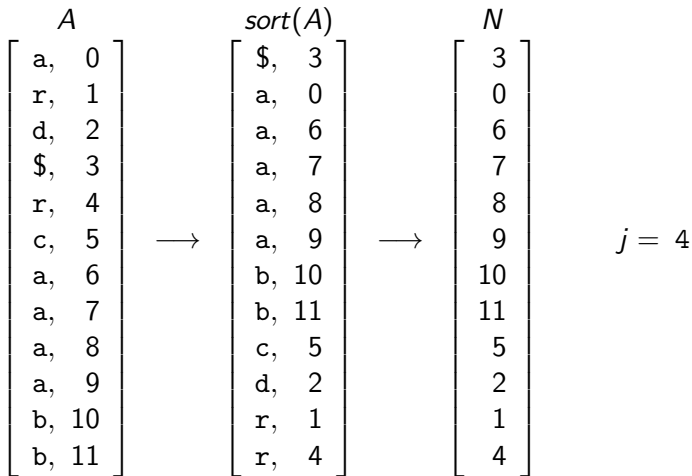 A sort(A) N
a, 0 $, 3 3
r, 1 a, 0 0
d, 2 a, 6 6
$, 3 a, 7 7
r, 4 a, 8 8
c, 5 ⟶ a, 9 ⟶ 9 j = 4
a, 6 b, 10 10
a, 7 b, 11 11
a, 8 c, 5 5
a, 9 d, 2 2
b, 10 r, 1 1
b, 11 r, 4 4